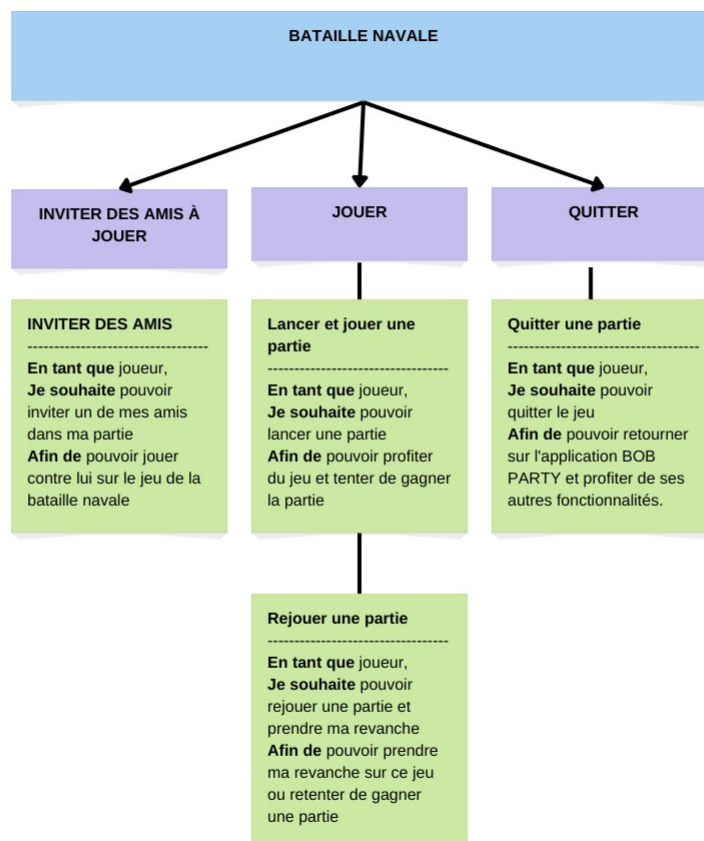 BATAILLE NAVALE
INVITER DES AMIS À
JOUER
JOUER
QUITTER
INVITER DES AMIS
----------------------------------
En tant que joueur,
Je souhaite pouvoir
inviter un de mes amis
dans ma partie
Afin de pouvoir jouer
contre lui sur le jeu de la
bataille navale
Lancer et jouer une
partie
----------------------------------
En tant que joueur,
Je souhaite pouvoir
lancer une partie
Afin de pouvoir profiter
du jeu et tenter de gagner
la partie
Quitter une partie
------------------------------------
En tant que joueur,
Je souhaite pouvoir
quitter le jeu
Afin de pouvoir retourner
sur l'application BOB
PARTY et profiter de ses
autres fonctionnalités.
Rejouer une partie
----------------------------------
En tant que joueur,
Je souhaite pouvoir
rejouer une partie et
prendre ma revanche
Afin de pouvoir prendre
ma revanche sur ce jeu
ou retenter de gagner
une partie